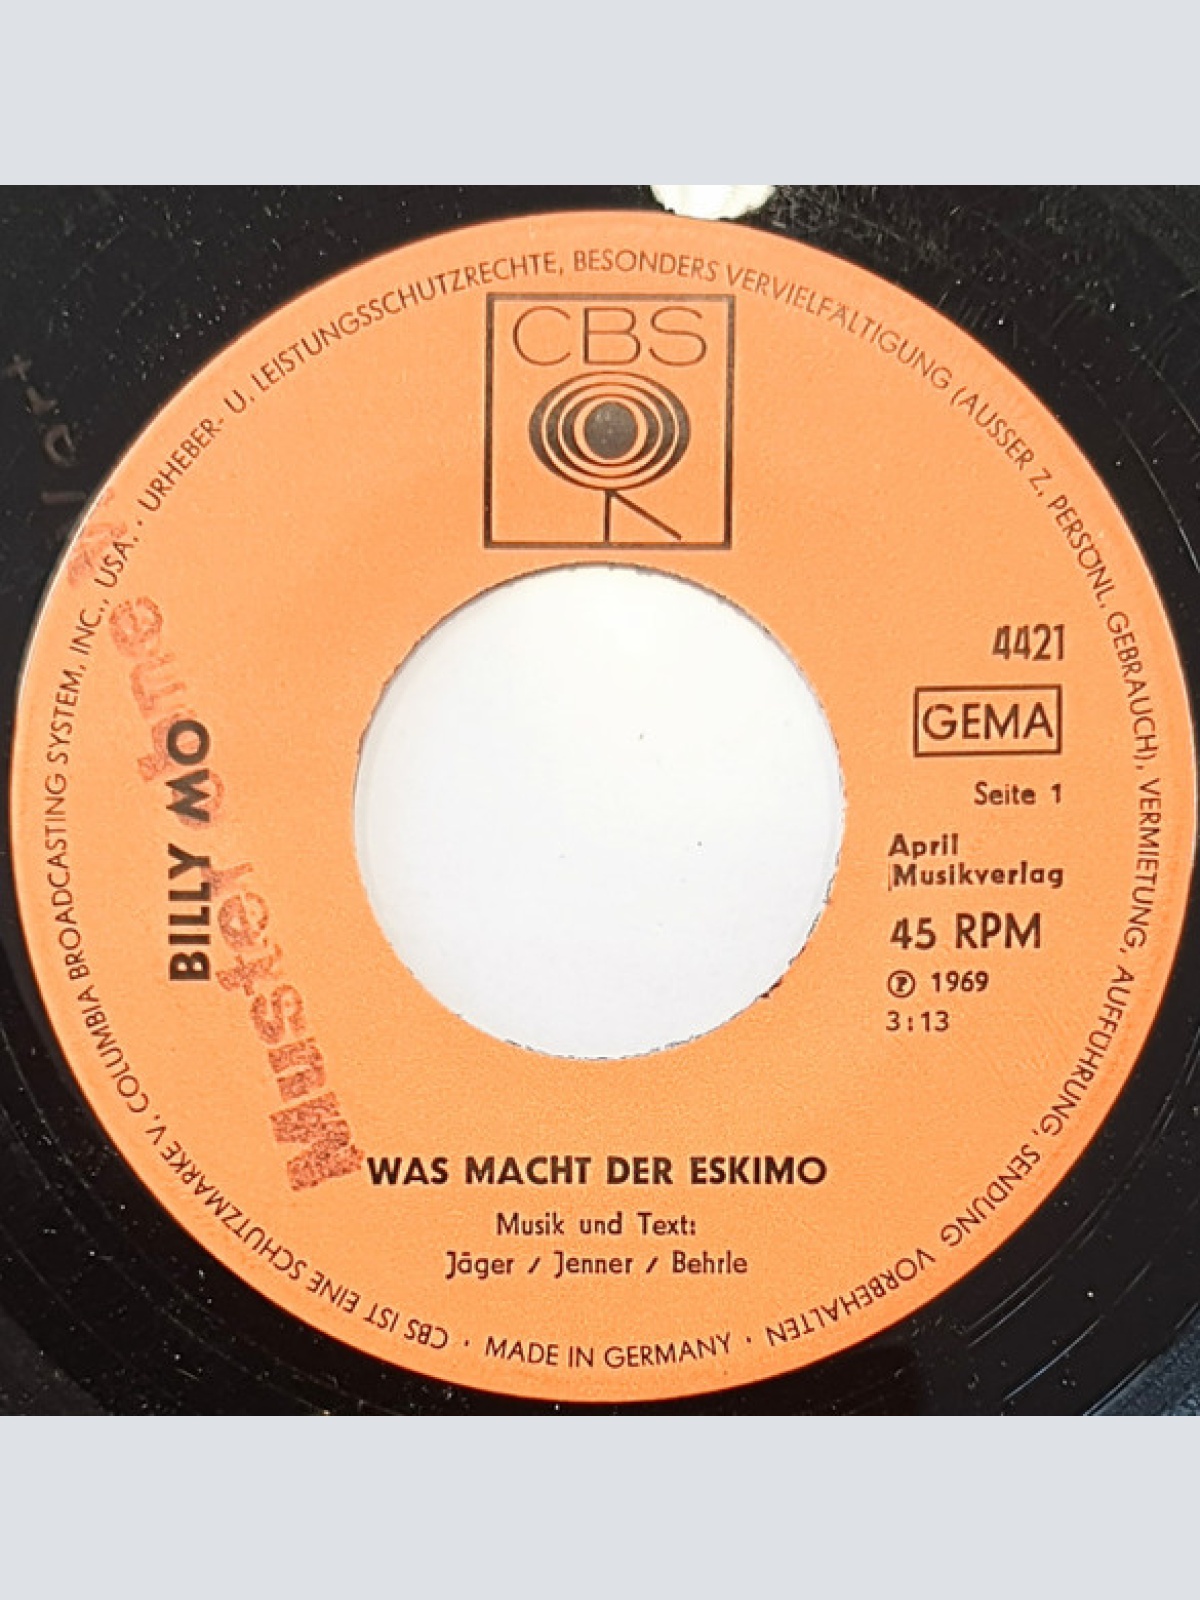 URHEBER- U. LEISTUNGSSCHUTZRECHTE, BESONDERS VERVIELFÄLTIGUNG (AUSSER Z. PERSÖNL. GEBRAUCH), VERMIETUNG, AUFFÜHRUNG, SENDUNG VORBEHALTEN ·
CBS
4421
GEMA
Seite 1
April
Musikverlag
45 RPM
Ⓟ 1969
3:13
BILLY MO
Muster
WAS MACHT DER ESKIMO
Musik und Text:
Jäger / Jenner / Behrle
CBS IST EINE SCHUTZMARKE V. COLUMBIA BROADCASTING SYSTEM, INC., USA. ·
· MADE IN GERMANY ·